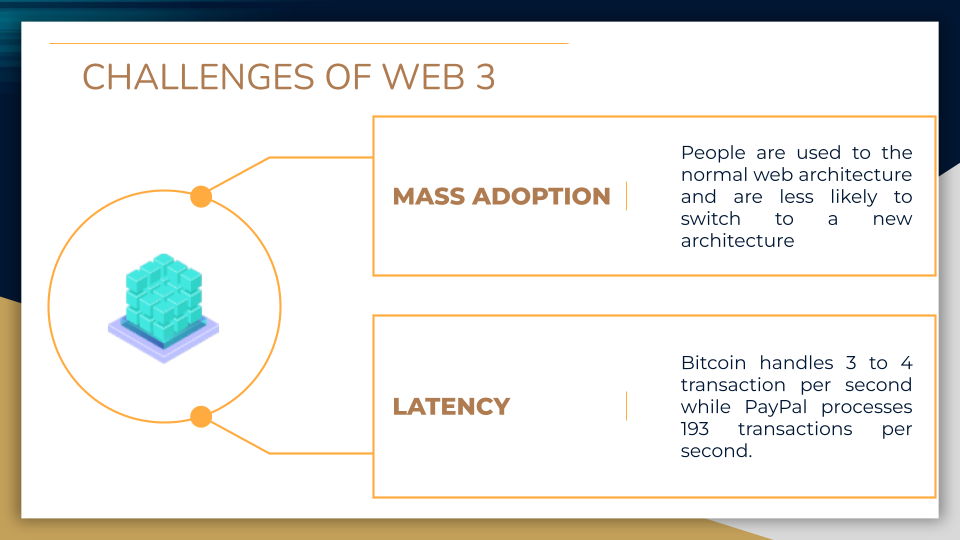 CHALLENGES OF WEB 3
MASS ADOPTION
People are used to the
normal web architecture
and are less likely to
switch to a new
architecture
LATENCY
Bitcoin handles 3 to 4
transaction per second
while PayPal processes
193 transactions per
second.